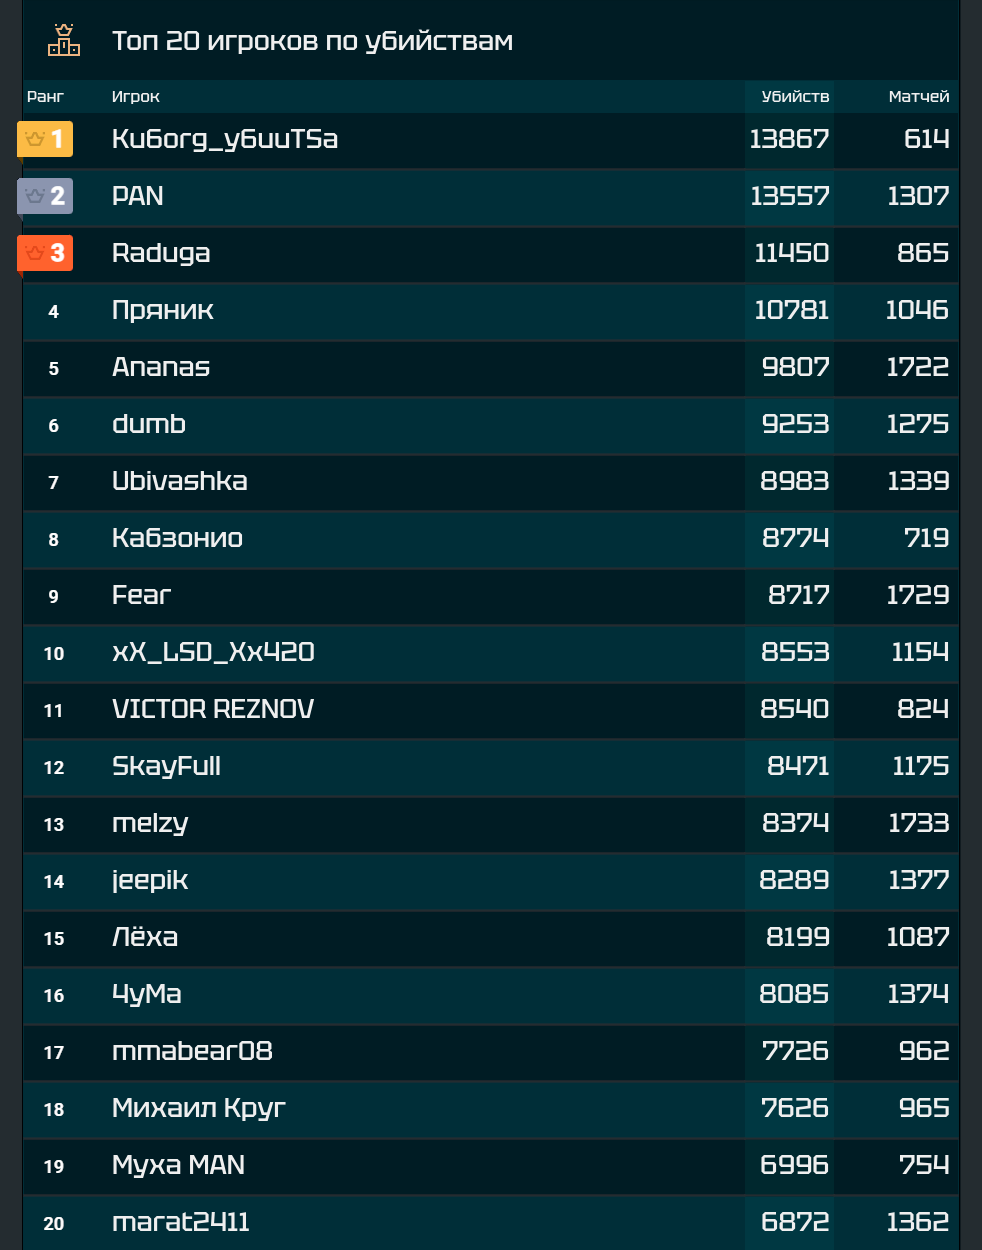 Топ 20 игроков по убийствам
Ранг Игрок Убийств Матчей
1 Ku6org_y6uuTSa 13867 614
2 PAN 13557 1307
3 Raduga 11450 865
4 Пряник 10781 1046
5 Ananas 9807 1722
6 dumb 9253 1275
7 Ubivashka 8983 1339
8 Кабзонио 8774 719
9 Fear 8717 1729
10 xX_LSD_Xx420 8553 1154
11 VICTOR REZNOV 8540 824
12 SkayFull 8471 1175
13 melzy 8374 1733
14 jeepik 8289 1377
15 Лёха 8199 1087
16 ЧуМа 8085 1374
17 mmabear08 7726 962
18 Михаил Круг 7626 965
19 Муха MAN 6996 754
20 marat2411 6872 1362